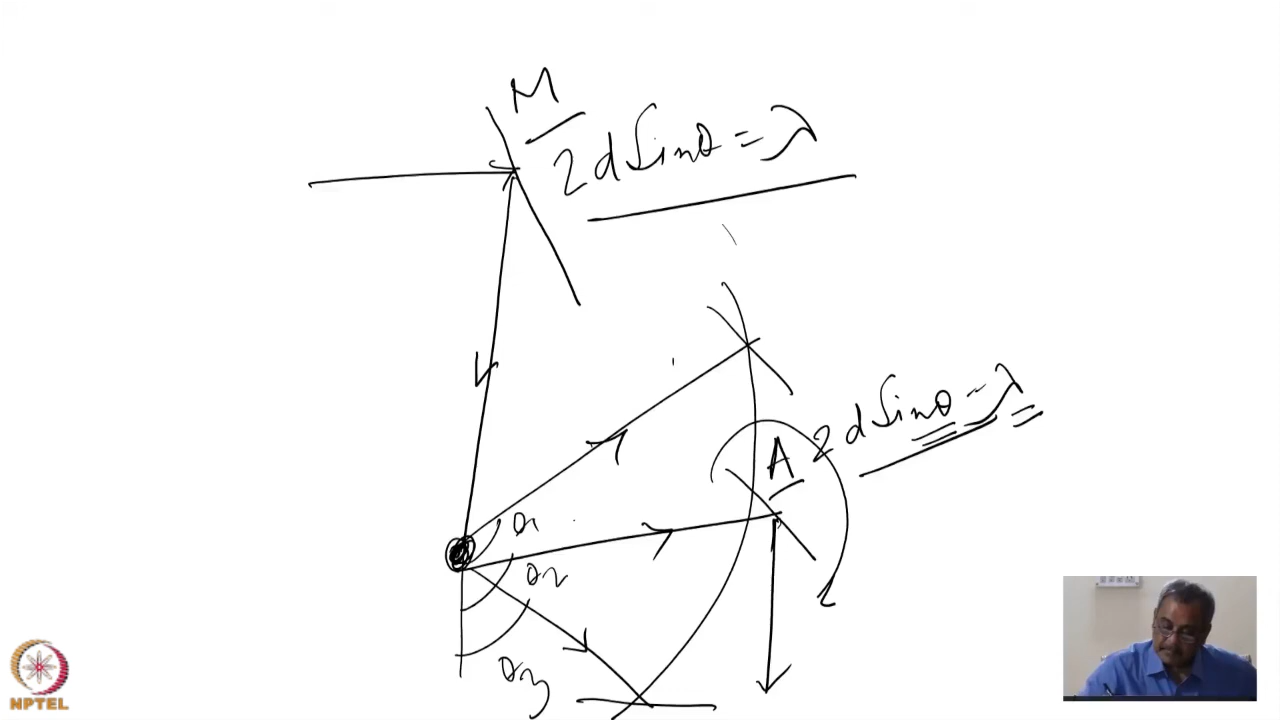 M
2d Sinθ = λ
2d Sinθ = λ
A
θ1
θ2
θ3
NPTEL